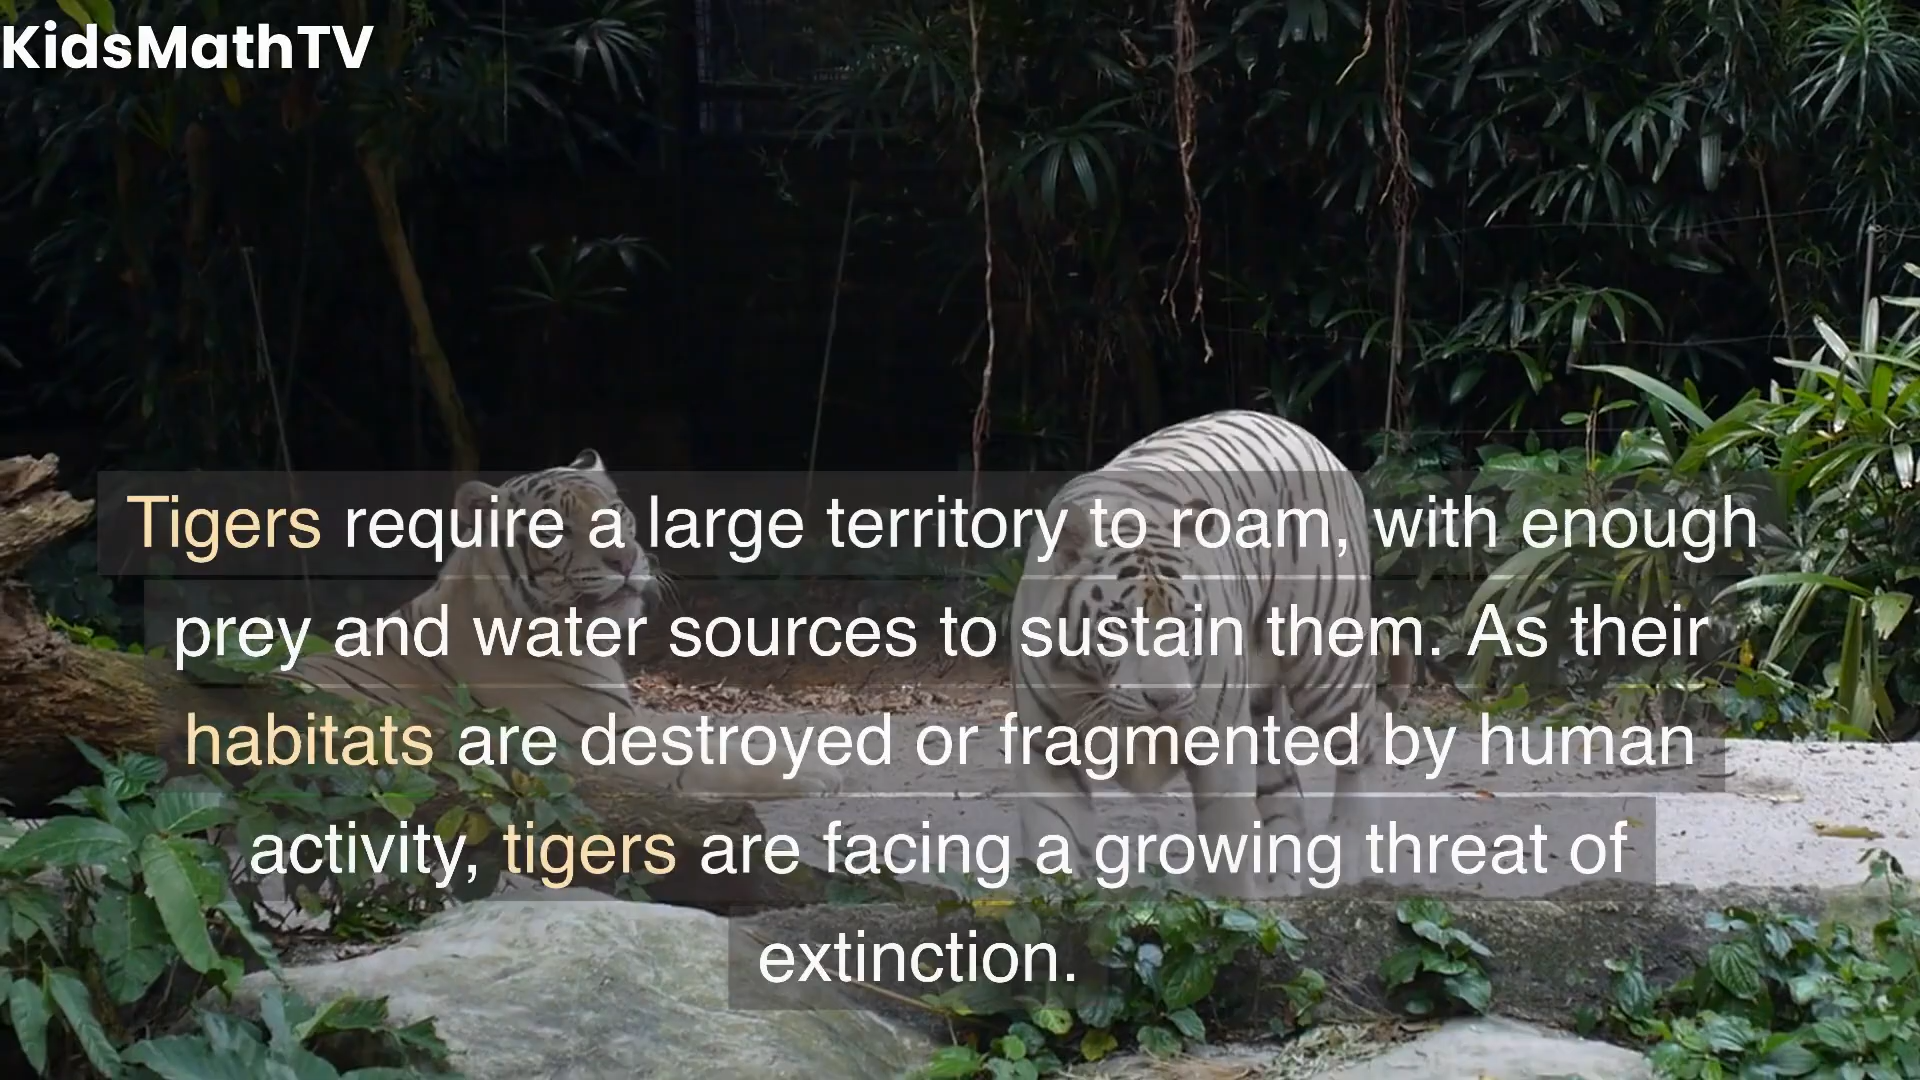 KidsMathTV
Tigers require a large territory to roam, with enough
prey and water sources to sustain them. As their
habitats are destroyed or fragmented by human
activity, tigers are facing a growing threat of
extinction.